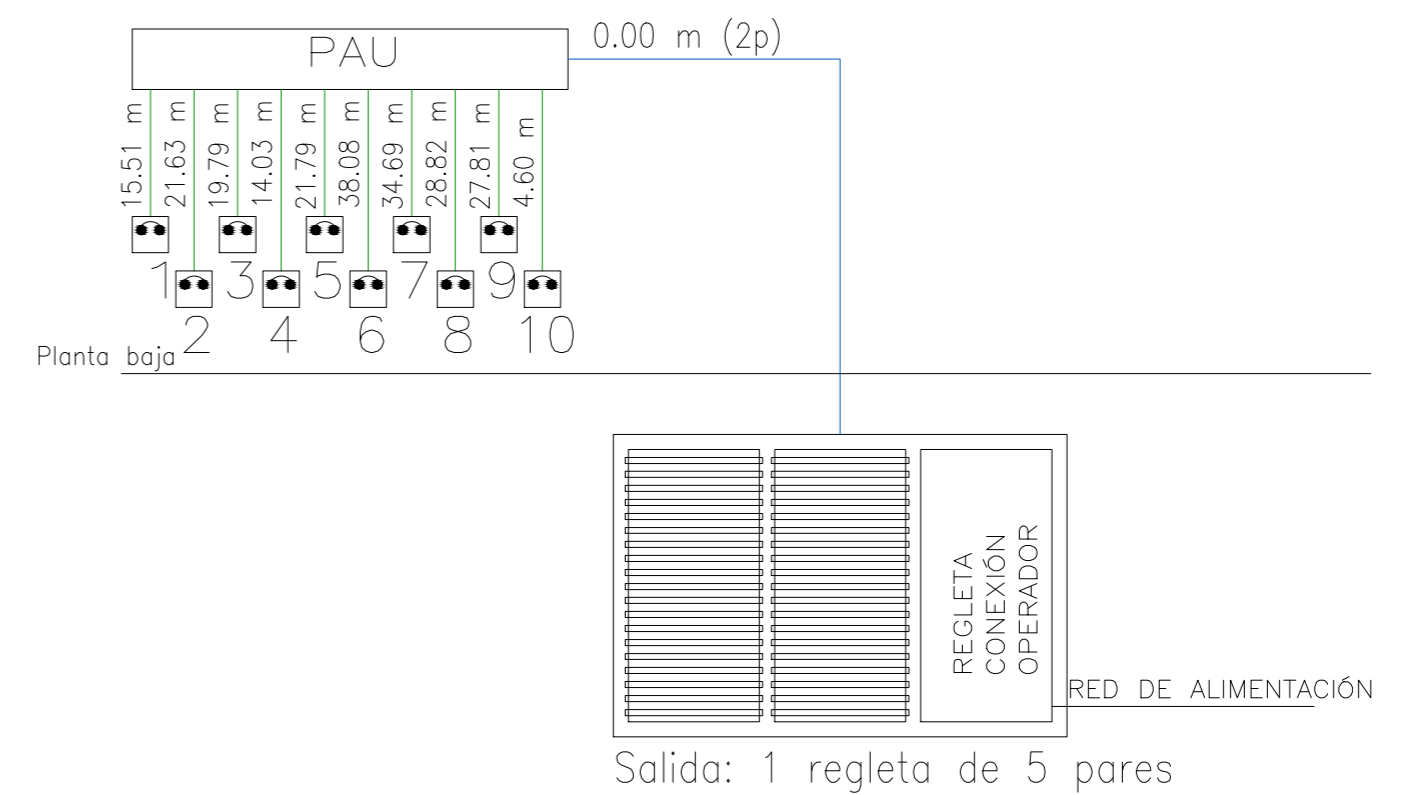 0.00 m (2p)
PAU
15.51 m
21.63 m
19.79 m
14.03 m
21.79 m
38.08 m
34.69 m
28.82 m
27.81 m
4.60 m
1 3 5 7 9
2 4 6 8 10
Planta baja
REGLETA
CONEXIÓN
OPERADOR
RED DE ALIMENTACIÓN
Salida: 1 regleta de 5 pares